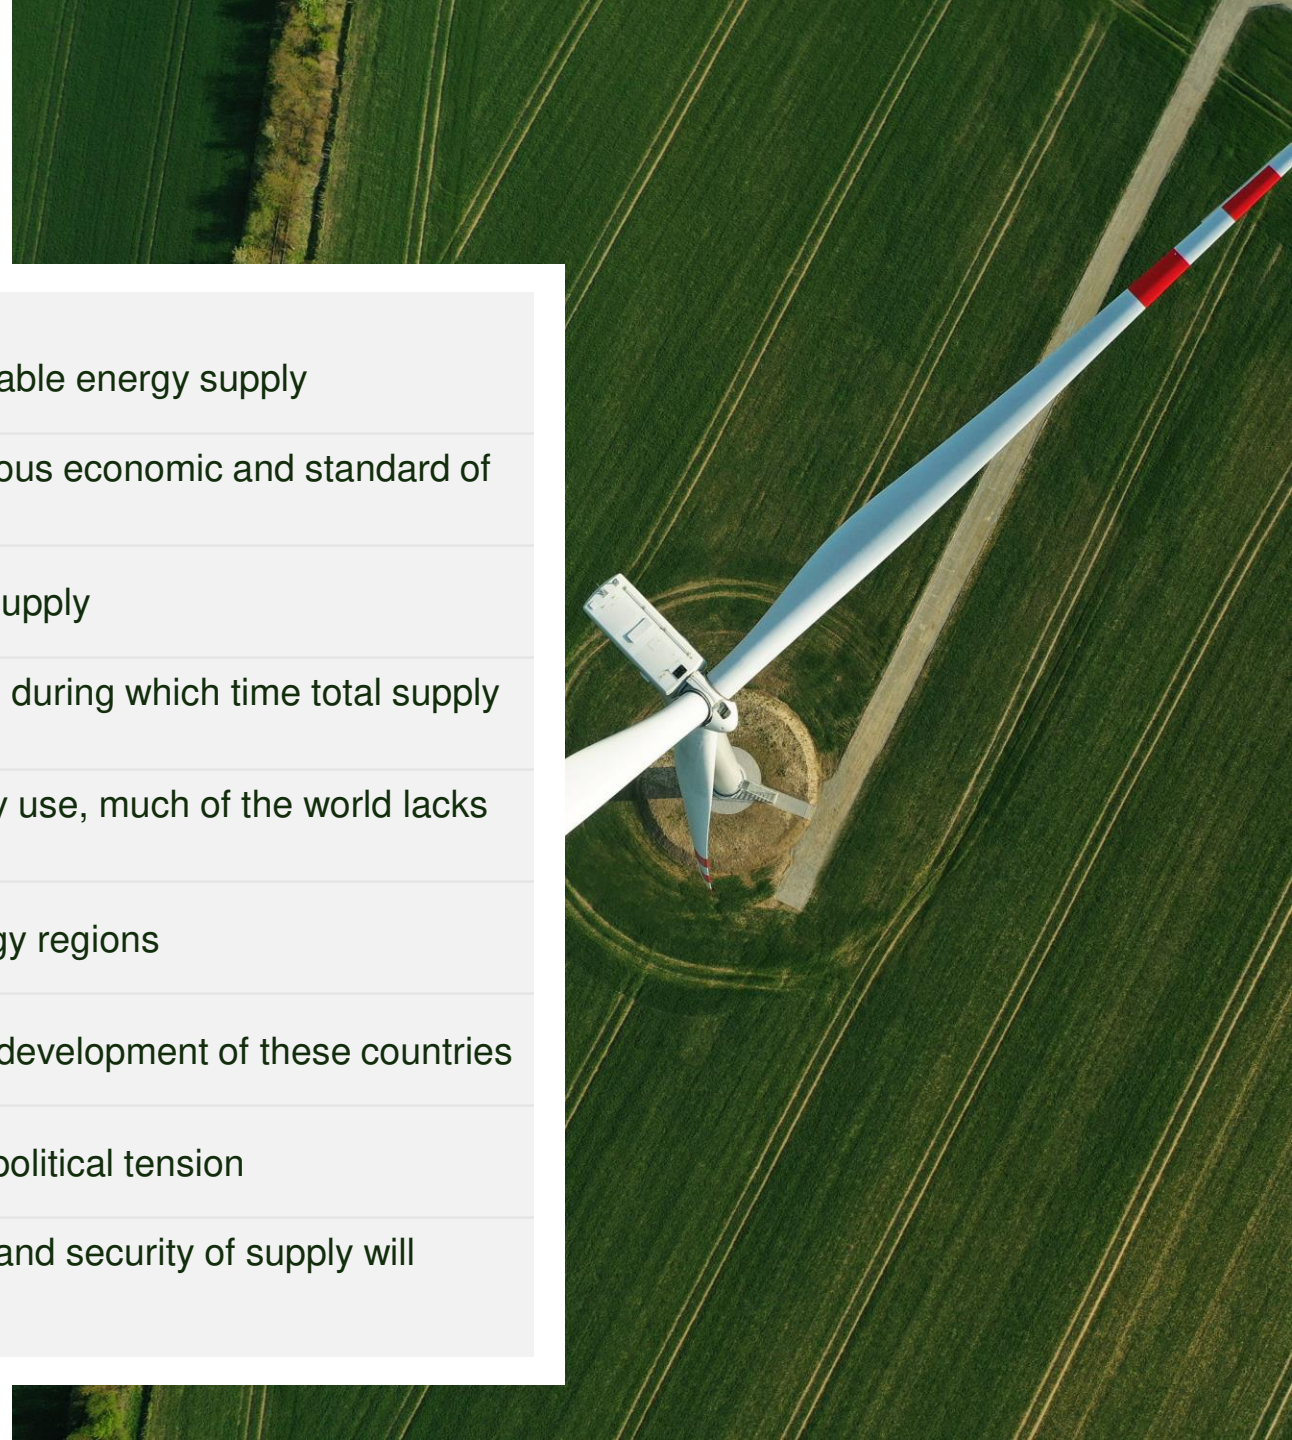 able energy supply
ous economic and standard of
upply
during which time total supply
y use, much of the world lacks
gy regions
development of these countries
political tension
and security of supply will